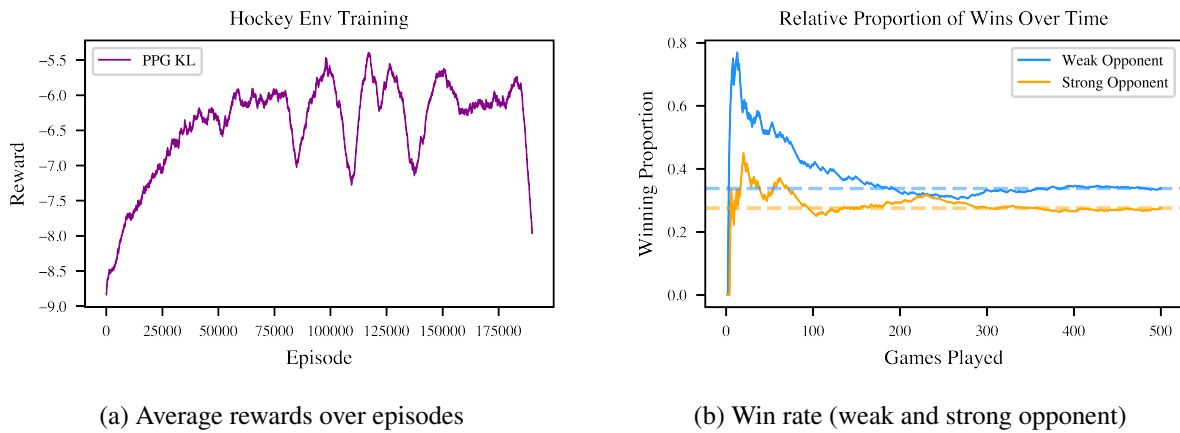 Hockey Env Training
PPG KL
−5.5
−6.0
−6.5
−7.0
−7.5
−8.0
−8.5
−9.0
Reward
0 25000 50000 75000 100000 125000 150000 175000
Episode
(a) Average rewards over episodes
Relative Proportion of Wins Over Time
Weak Opponent
Strong Opponent
0.8
0.6
0.4
0.2
0.0
Winning Proportion
0 100 200 300 400 500
Games Played
(b) Win rate (weak and strong opponent)